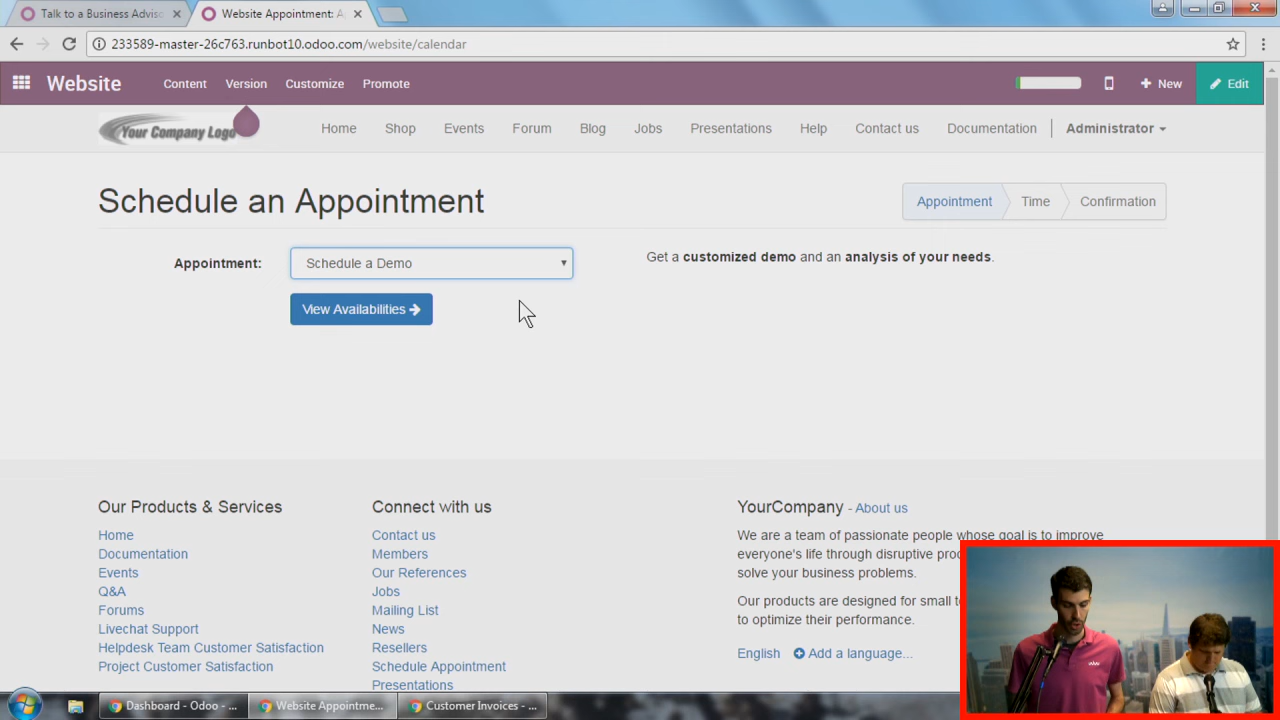 Talk to a Business Adviso
Website Appointment: A
233589-master-26c763.runbot10.odoo.com/website/calendar
Website
Content
Version
Customize
Promote
New
Edit
Your Company Logo
Home
Shop
Events
Forum
Blog
Jobs
Presentations
Help
Contact us
Documentation
Administrator
Schedule an Appointment
Appointment
Time
Confirmation
Appointment:
Schedule a Demo
Get a customized demo and an analysis of your needs.
View Availabilities
Our Products & Services
Home
Documentation
Events
Q&A
Forums
Livechat Support
Helpdesk Team Customer Satisfaction
Project Customer Satisfaction
Connect with us
Contact us
Members
Our References
Jobs
Mailing List
News
Resellers
Schedule Appointment
Presentations
YourCompany - About us
We are a team of passionate people whose goal is to improve
everyone's life through disruptive prod
solve your business problems.
Our products are designed for small t
to optimize their performance.
English
Add a language...
Dashboard - Odoo - ...
Website Appointme...
Customer Invoices - ...